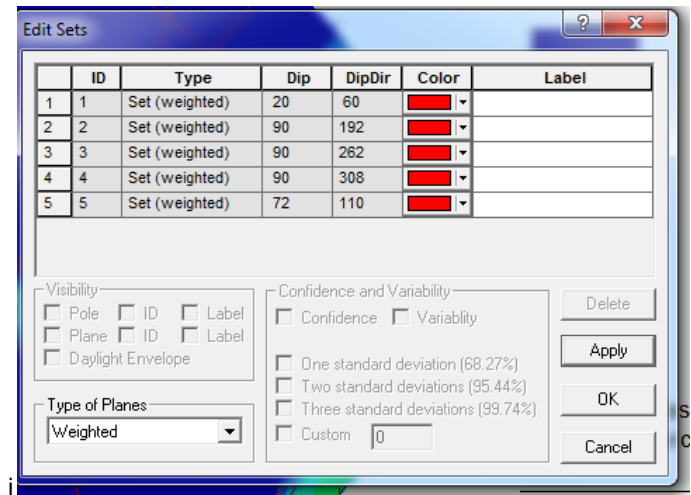 Edit Sets
ID Type Dip DipDir Color Label
1 1 Set (weighted) 20 60
2 2 Set (weighted) 90 192
3 3 Set (weighted) 90 262
4 4 Set (weighted) 90 308
5 5 Set (weighted) 72 110
Visibility
Pole ID Label
Plane ID Label
Daylight Envelope
Type of Planes
Weighted
Confidence and Variability
Confidence Variablity
One standard deviation (68.27%)
Two standard deviations (95.44%)
Three standard deviations (99.74%)
Custom 0
Delete
Apply
OK
Cancel
s
c
i